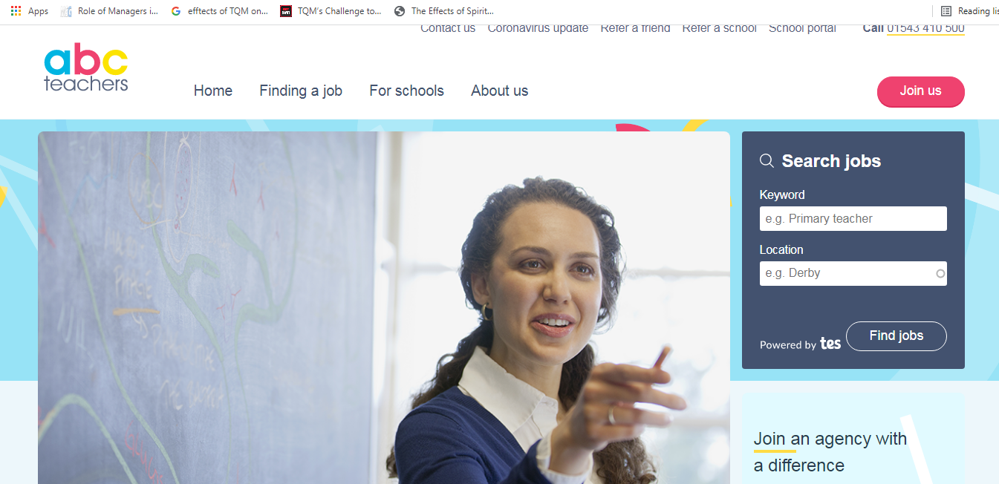 Apps Role of Managers i... efftects of TQM on... TQM's Challenge to... The Effects of Spirit... Reading lis
Contact us Coronavirus update Refer a friend Refer a school School portal Call 01543 410 500
abc
teachers
Home Finding a job For schools About us Join us
Search jobs
Keyword
e.g. Primary teacher
Location
e.g. Derby
Powered by tes Find jobs
Join an agency with
a difference